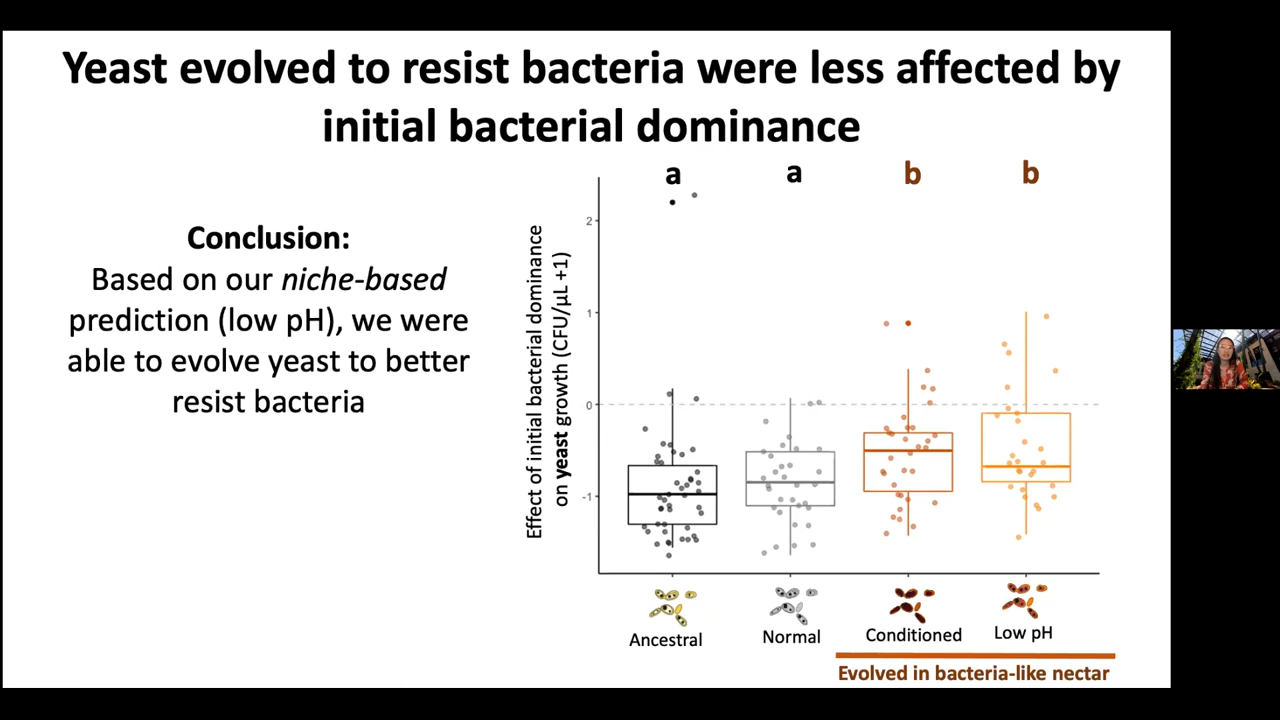 Yeast evolved to resist bacteria were less affected by
initial bacterial dominance
Conclusion:
Based on our niche-based
prediction (low pH), we were
able to evolve yeast to better
resist bacteria
a
a
b
b
Effect of initial bacterial dominance
on yeast growth (CFU/μL +1)
2
1
0
-1
Ancestral
Normal
Conditioned
Low pH
Evolved in bacteria-like nectar